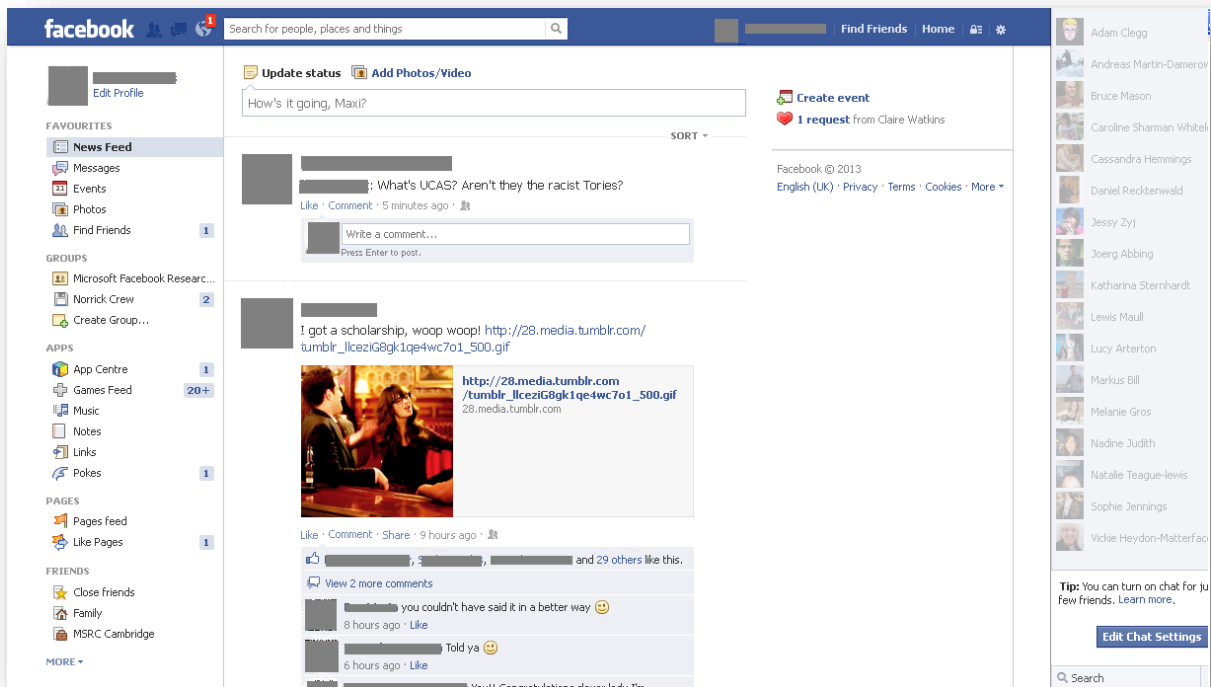 facebook
1
Search for people, places and things
Find Friends
Home
Edit Profile
FAVOURITES
News Feed
Messages
Events
Photos
Find Friends 1
GROUPS
Microsoft Facebook Researc...
Norrick Crew 2
Create Group...
APPS
App Centre 1
Games Feed 20+
Music
Notes
Links
Pokes 1
PAGES
Pages feed
Like Pages 1
FRIENDS
Close friends
Family
MSRC Cambridge
MORE
Update status Add Photos/Video
How's it going, Maxi?
SORT
: What's UCAS? Aren't they the racist Tories?
Like · Comment · 5 minutes ago ·
Write a comment...
Press Enter to post.
I got a scholarship, woop woop! http://28.media.tumblr.com/
tumblr_llceziG8gk1qe4wc7o1_500.gif
http://28.media.tumblr.com
/tumblr_llceziG8gk1qe4wc7o1_500.gif
28.media.tumblr.com
Like · Comment · Share · 9 hours ago ·
, , and 29 others like this.
View 2 more comments
you couldn't have said it in a better way
8 hours ago · Like
Told ya
6 hours ago · Like
You!! Congratulations clever lady I'm
Create event
1 request from Claire Watkins
Facebook © 2013
English (UK) · Privacy · Terms · Cookies · More
Adam Clegg
Andreas Martin-Damerow
Bruce Mason
Caroline Sharman Whitel
Cassandra Hemmings
Daniel Recktenwald
Jessy Zyj
Joerg Abbing
Katharina Sternhardt
Lewis Maull
Lucy Arterton
Markus Bill
Melanie Gros
Nadine Judith
Natalie Teague-lewis
Sophie Jennings
Vickie Heydon-Matterfac
Tip: You can turn on chat for ju
few friends. Learn more.
Edit Chat Settings
Search